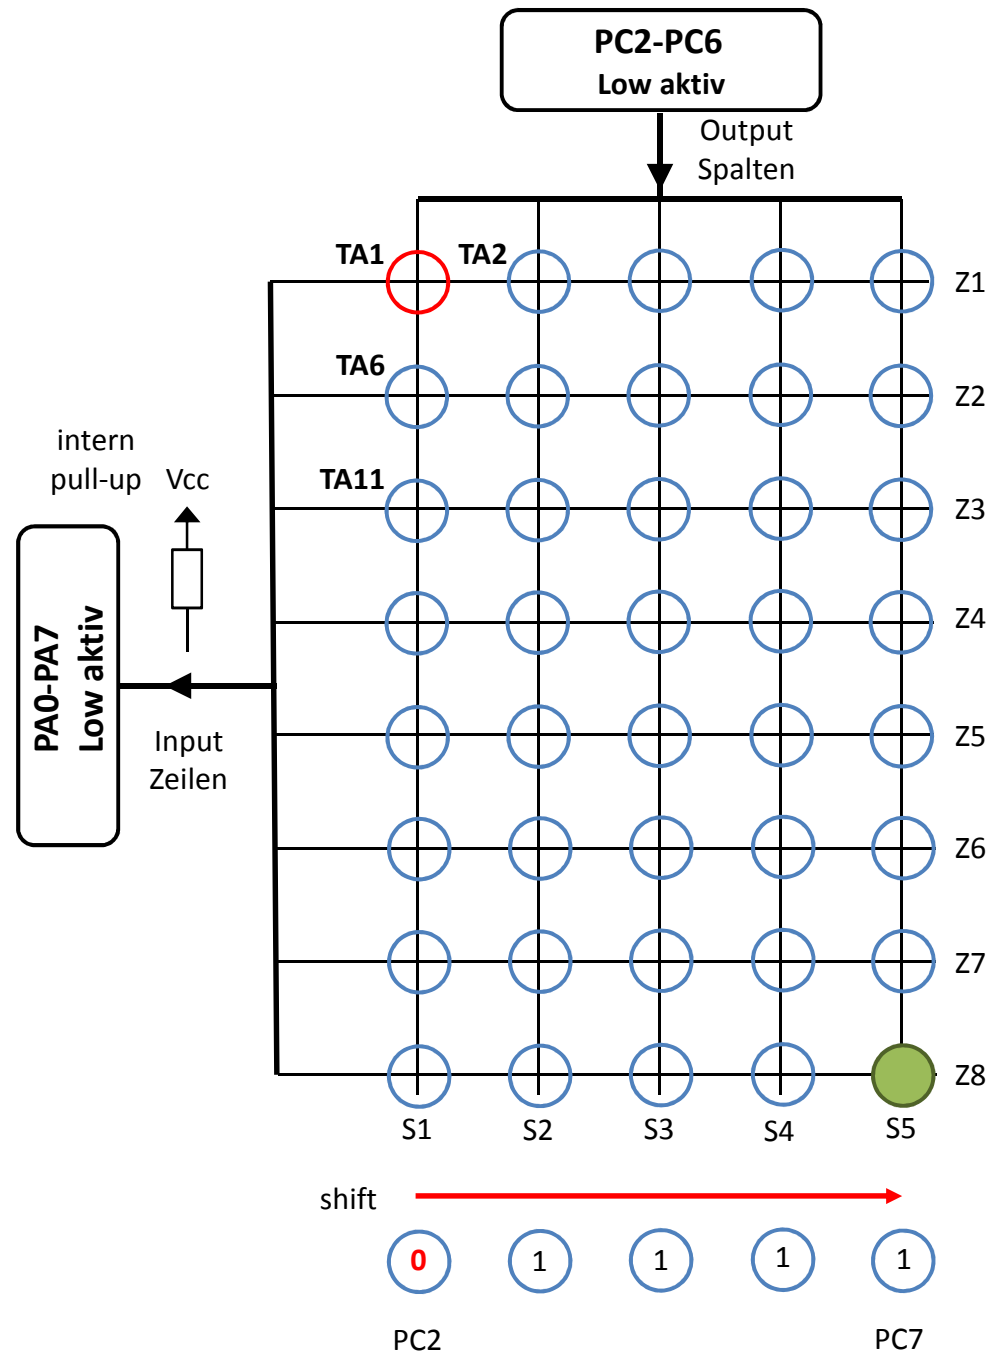 PC2-PC6
Low aktiv
Output
Spalten
TA1
TA2
Z1
TA6
Z2
intern
pull-up
Vcc
TA11
Z3
Z4
PA0-PA7
Low aktiv
Input
Zeilen
Z5
Z6
Z7
Z8
S1
S2
S3
S4
S5
shift
0
1
1
1
1
PC2
PC7